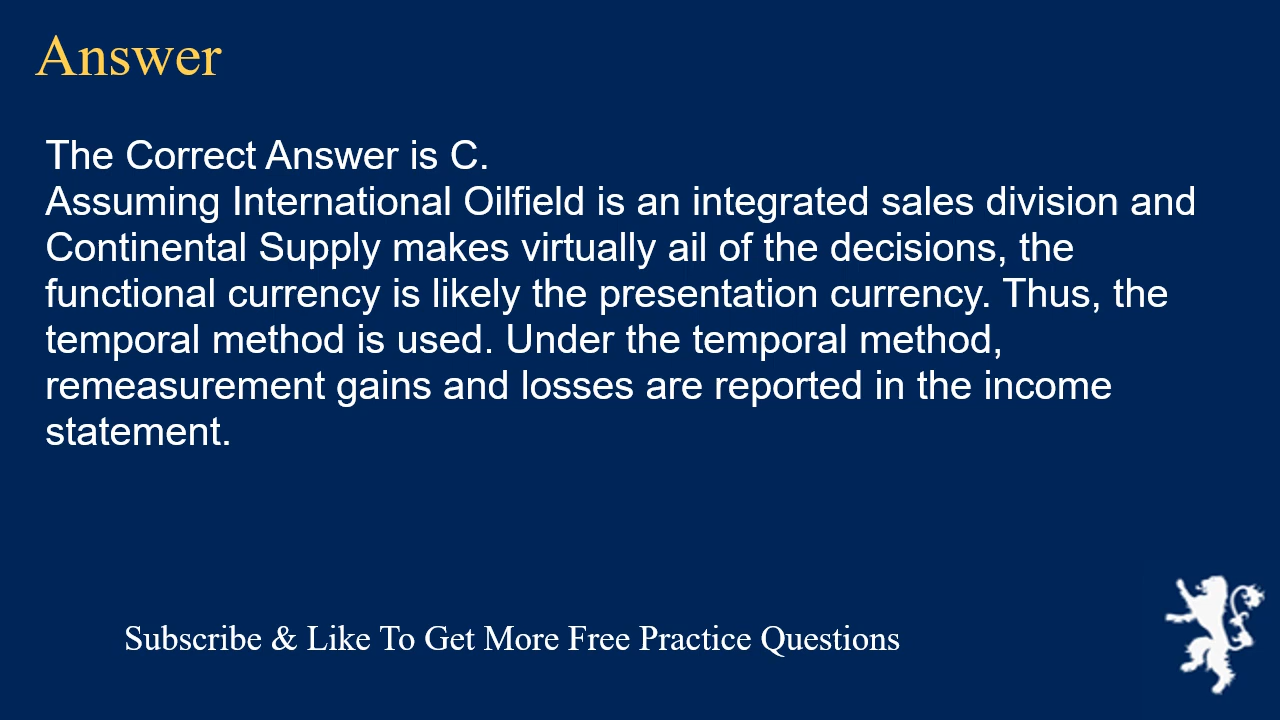 Answer
The Correct Answer is C.
Assuming International Oilfield is an integrated sales division and
Continental Supply makes virtually ail of the decisions, the
functional currency is likely the presentation currency. Thus, the
temporal method is used. Under the temporal method,
remeasurement gains and losses are reported in the income
statement.
Subscribe & Like To Get More Free Practice Questions